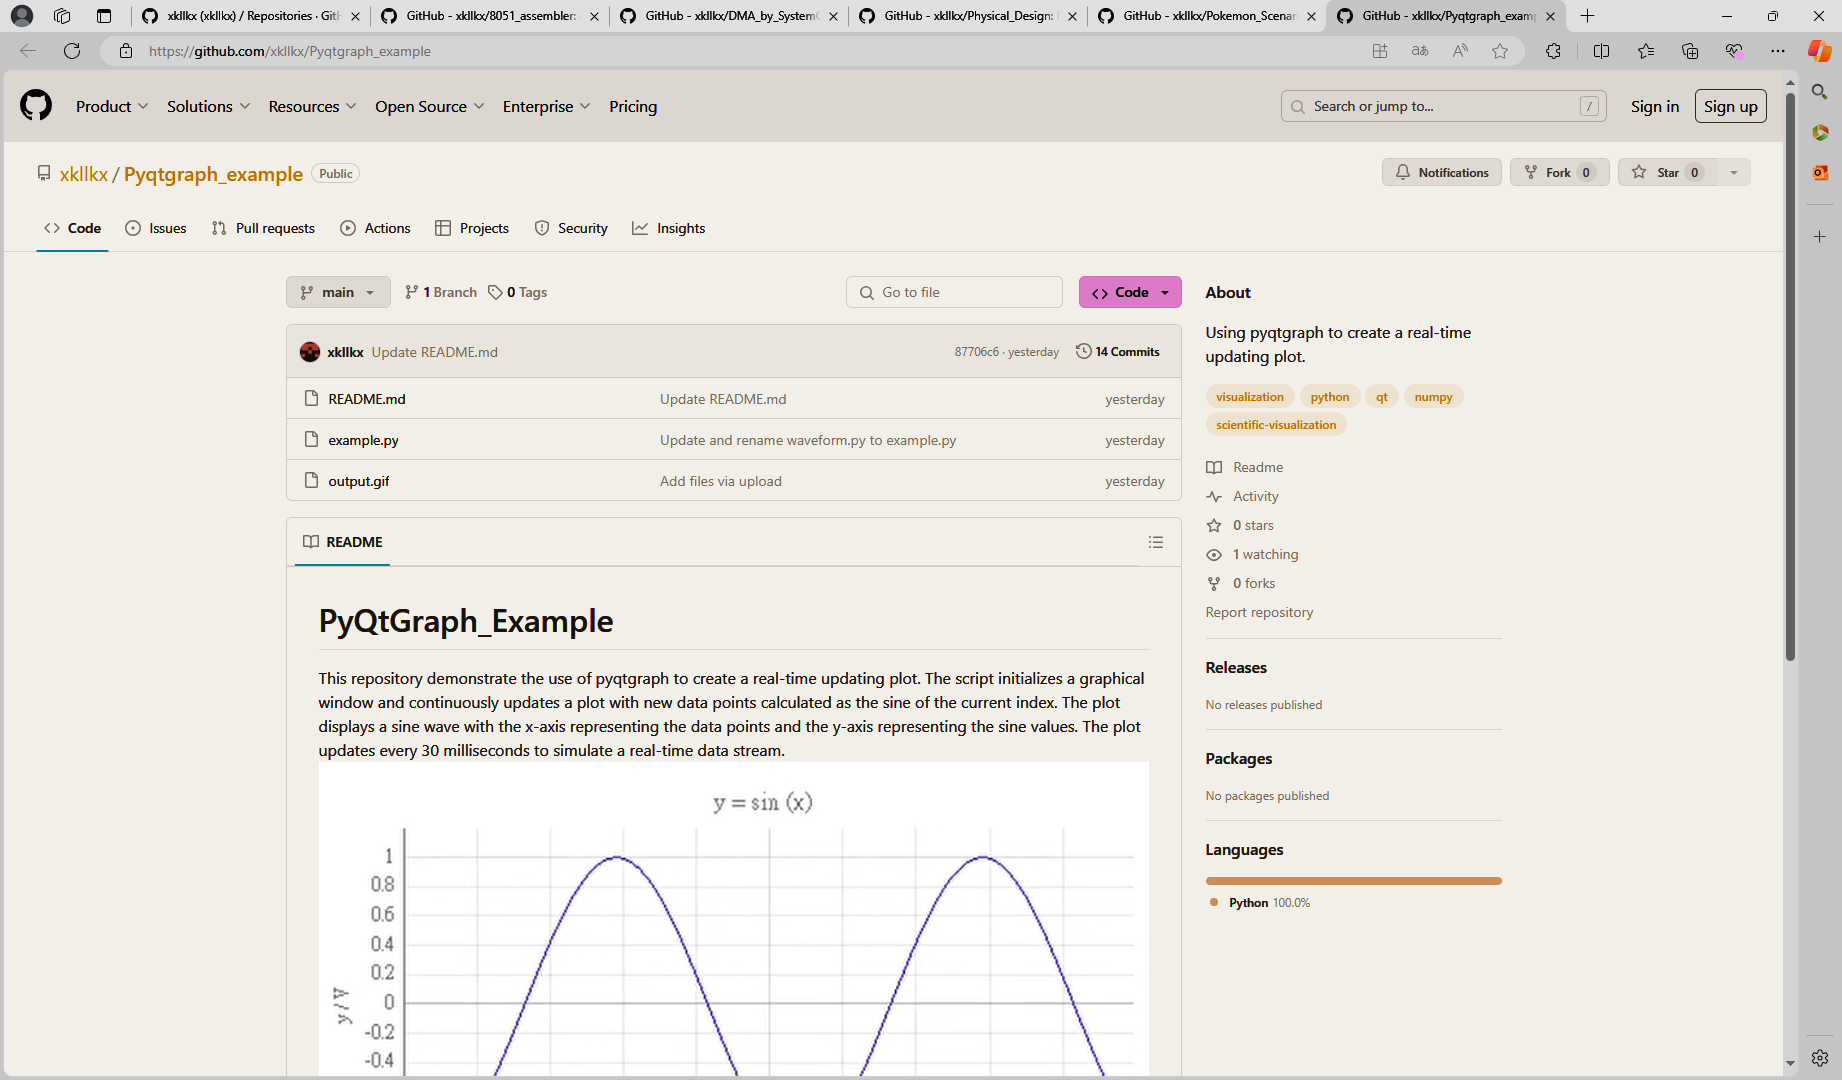 xkllkx (xkllkx) / Repositories · GitH
GitHub - xkllkx/8051_assembler: A
GitHub - xkllkx/DMA_by_SystemC
GitHub - xkllkx/Physical_Design: I
GitHub - xkllkx/Pokemon_Scenari
GitHub - xkllkx/Pyqtgraph_examp
https://github.com/xkllkx/Pyqtgraph_example
Product
Solutions
Resources
Open Source
Enterprise
Pricing
Search or jump to...
/
Sign in
Sign up
xkllkx / Pyqtgraph_example
Public
Notifications
Fork 0
Star 0
Code
Issues
Pull requests
Actions
Projects
Security
Insights
main
1 Branch
0 Tags
Go to file
Code
xkllkx Update README.md
87706c6 · yesterday
14 Commits
README.md
Update README.md
yesterday
example.py
Update and rename waveform.py to example.py
yesterday
output.gif
Add files via upload
yesterday
README
PyQtGraph_Example
This repository demonstrate the use of pyqtgraph to create a real-time updating plot. The script initializes a graphical
window and continuously updates a plot with new data points calculated as the sine of the current index. The plot
displays a sine wave with the x-axis representing the data points and the y-axis representing the sine values. The plot
updates every 30 milliseconds to simulate a real-time data stream.
y = sin (x)
1
0.8
0.6
0.4
0.2
0
-0.2
-0.4
y / V
About
Using pyqtgraph to create a real-time
updating plot.
visualization
python
qt
numpy
scientific-visualization
Readme
Activity
0 stars
1 watching
0 forks
Report repository
Releases
No releases published
Packages
No packages published
Languages
Python 100.0%